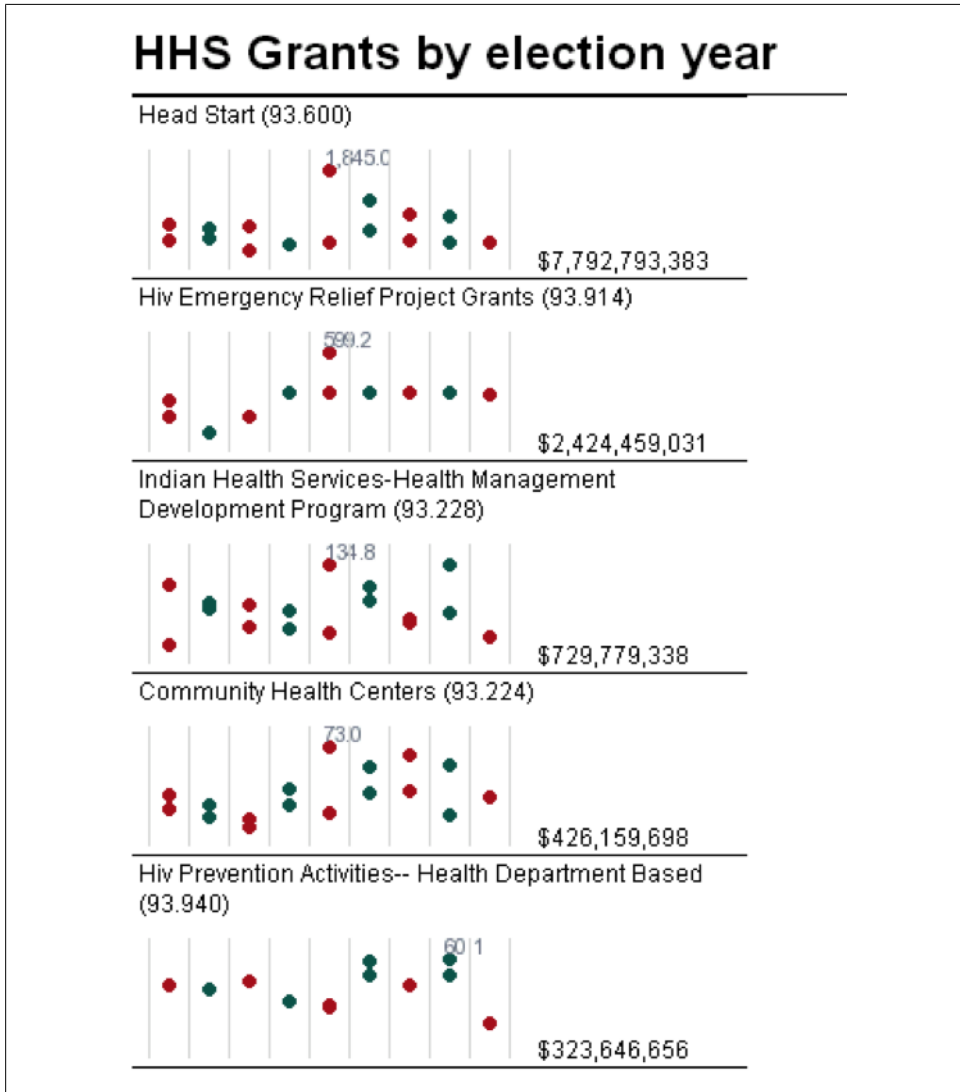 HHS Grants by election year
Head Start (93.600)
1,845.0
$7,792,793,383
Hiv Emergency Relief Project Grants (93.914)
599.2
$2,424,459,031
Indian Health Services-Health Management
Development Program (93.228)
134.8
$729,779,338
Community Health Centers (93.224)
73.0
$426,159,698
Hiv Prevention Activities-- Health Department Based
(93.940)
60.1
$323,646,656